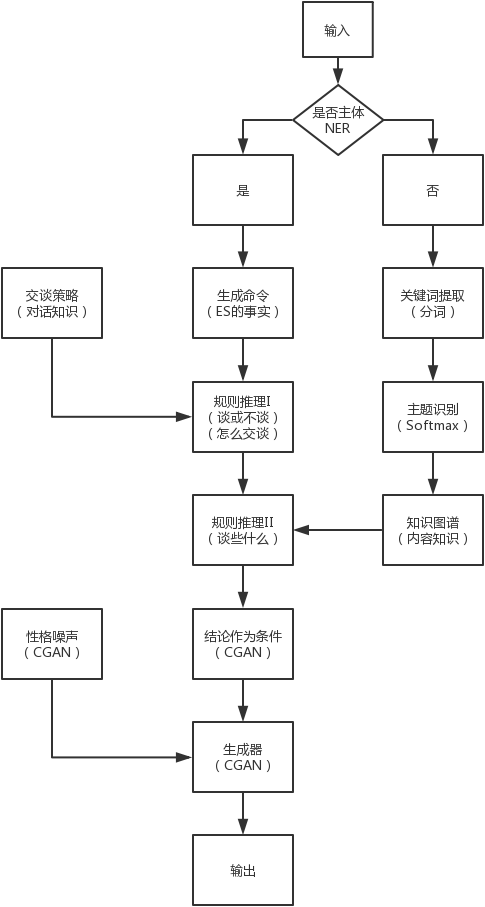 输入
是否主体
NER
是
否
交谈策略
（对话知识）
生成命令
（ES的事实）
关键词提取
（分词）
规则推理I
（谈或不谈）
（怎么交谈）
主题识别
（Softmax）
规则推理II
（谈些什么）
知识图谱
（内容知识）
性格噪声
（CGAN）
结论作为条件
（CGAN）
生成器
（CGAN）
输出